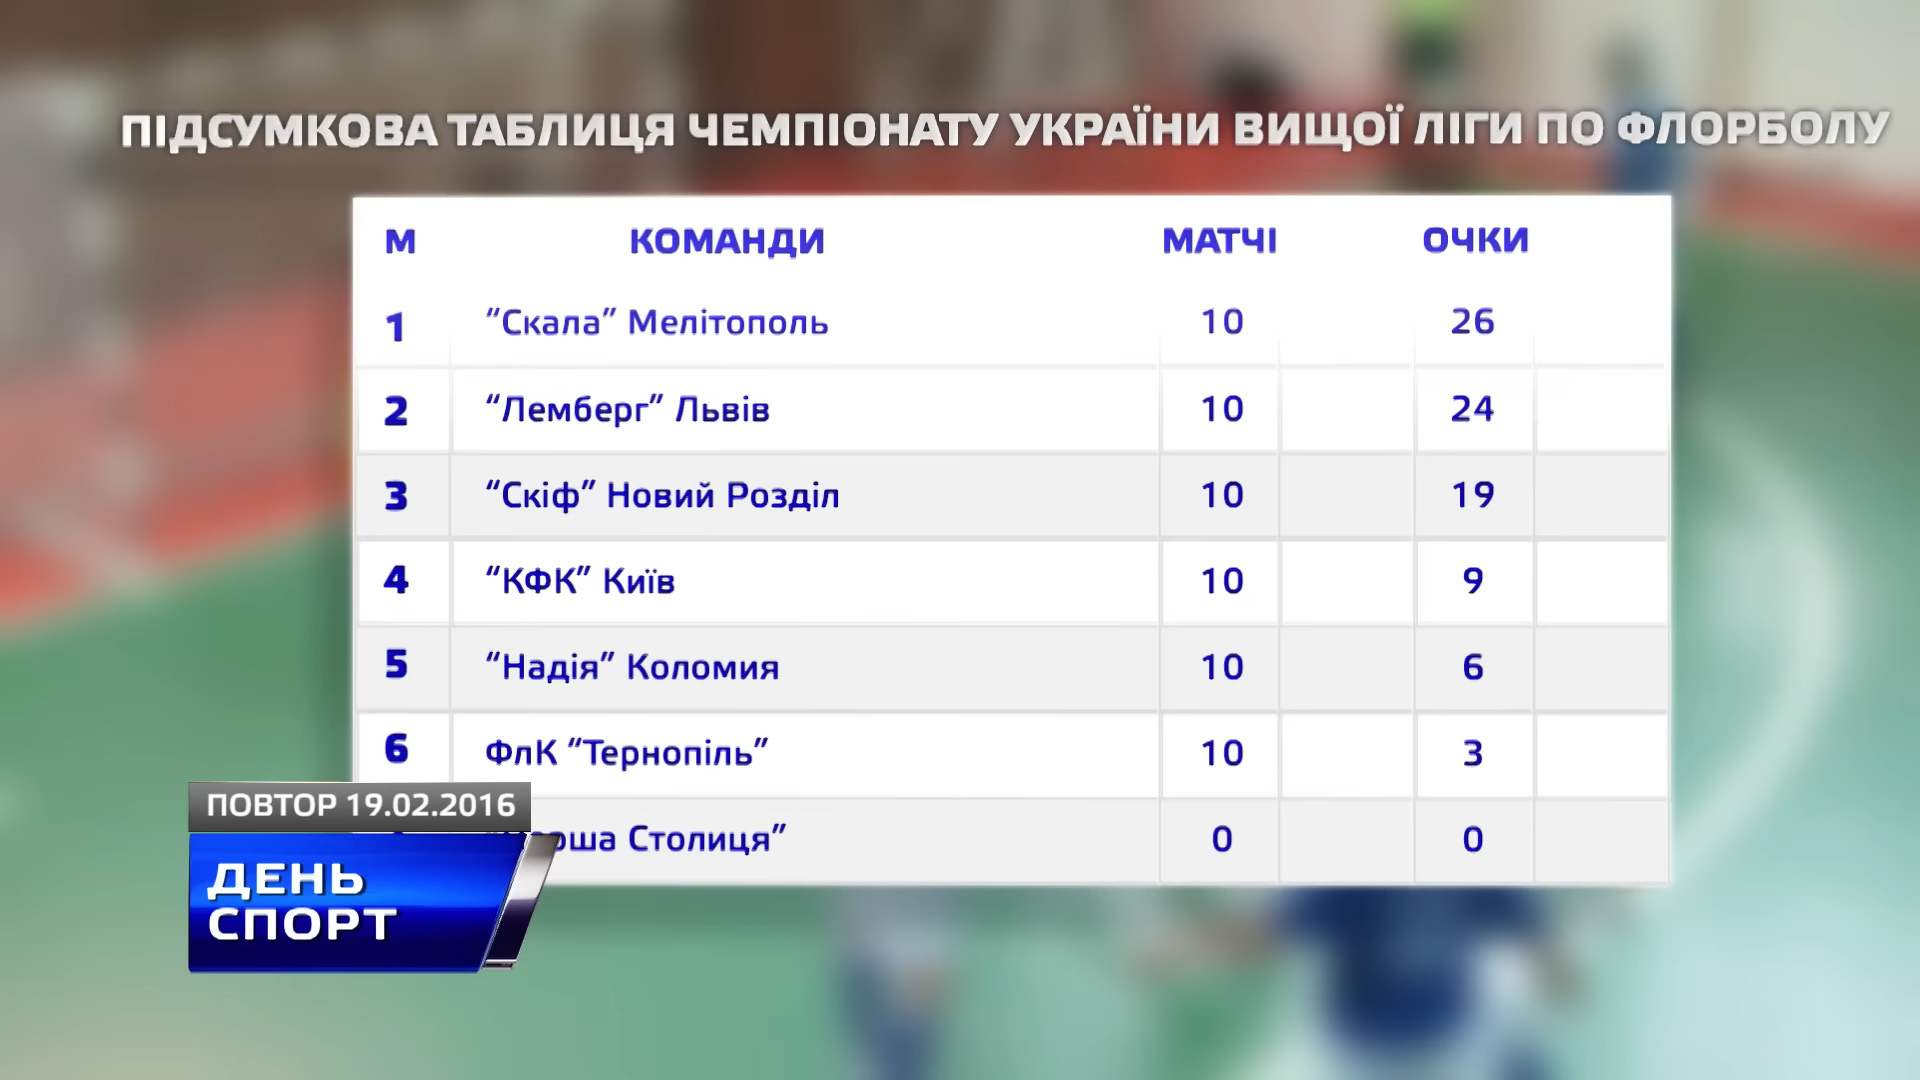 ПІДСУМКОВА ТАБЛИЦЯ ЧЕМПІОНАТУ УКРАЇНИ ВИЩОЇ ЛІГИ ПО ФЛОРБОЛУ
М КОМАНДИ МАТЧІ ОЧКИ
1 “Скала” Мелітополь 10 26
2 “Лемберг” Львів 10 24
3 “Скіф” Новий Розділ 10 19
4 “КФК” Київ 10 9
5 “Надія” Коломия 10 6
6 ФлК “Тернопіль” 10 3
Столиця” 0 0
ПОВТОР 19.02.2016
ДЕНЬ
СПОРТ